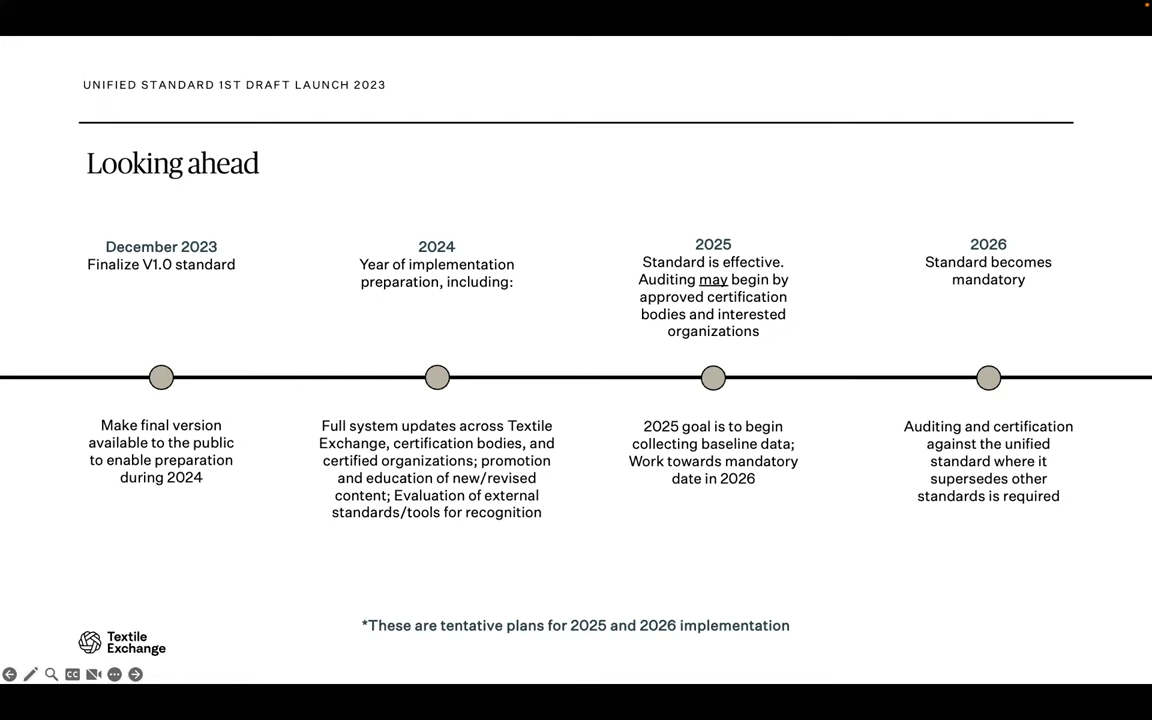 UNIFIED STANDARD 1ST DRAFT LAUNCH 2023
Looking ahead
December 2023
Finalize V1.0 standard
2024
Year of implementation
preparation, including:
2025
Standard is effective.
Auditing may begin by
approved certification
bodies and interested
organizations
2026
Standard becomes
mandatory
Make final version
available to the public
to enable preparation
during 2024
Full system updates across Textile
Exchange, certification bodies, and
certified organizations; promotion
and education of new/revised
content; Evaluation of external
standards/tools for recognition
2025 goal is to begin
collecting baseline data;
Work towards mandatory
date in 2026
Auditing and certification
against the unified
standard where it
supersedes other
standards is required
*These are tentative plans for 2025 and 2026 implementation
Textile
Exchange
CC